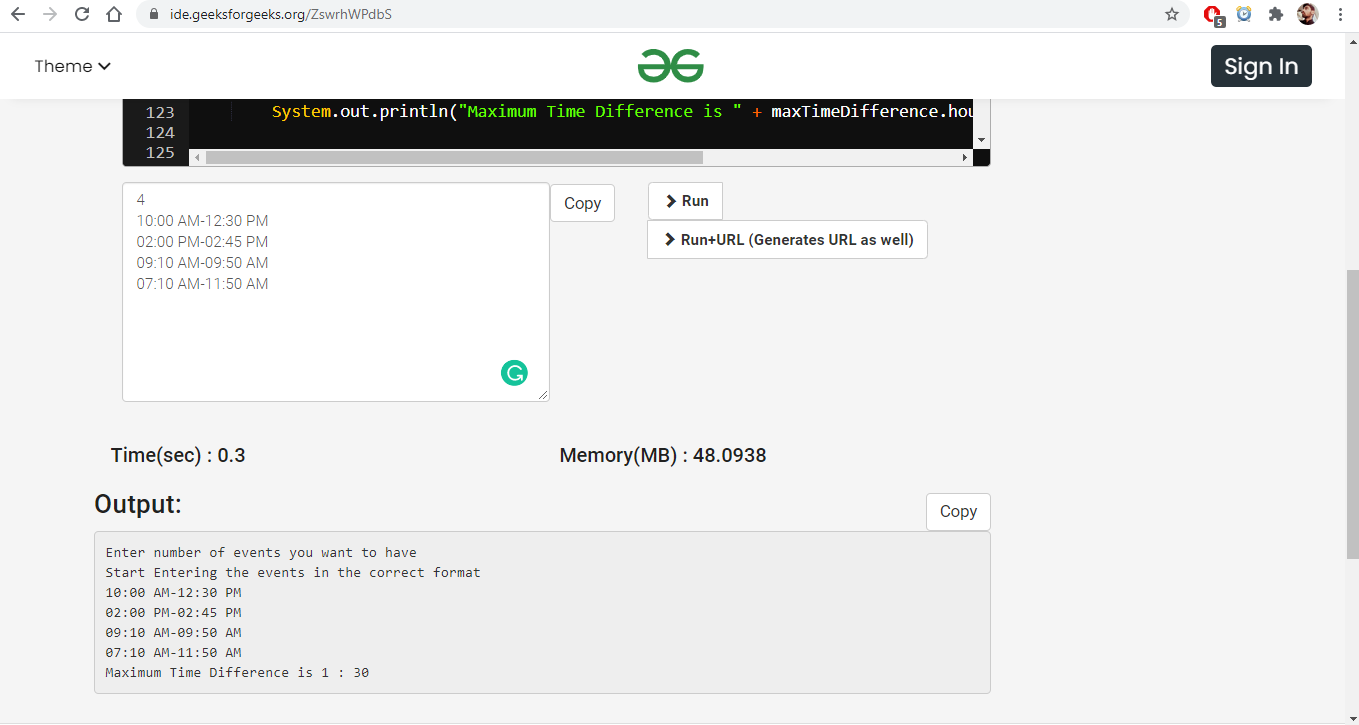 ide.geeksforgeeks.org/ZswrhWPdbS
5
Theme
Sign In
123 System.out.println("Maximum Time Difference is " + maxTimeDifference.hou
124
125
4
10:00 AM-12:30 PM
02:00 PM-02:45 PM
09:10 AM-09:50 AM
07:10 AM-11:50 AM
Copy
Run
Run+URL (Generates URL as well)
Time(sec) : 0.3
Memory(MB) : 48.0938
Output:
Copy
Enter number of events you want to have
Start Entering the events in the correct format
10:00 AM-12:30 PM
02:00 PM-02:45 PM
09:10 AM-09:50 AM
07:10 AM-11:50 AM
Maximum Time Difference is 1 : 30